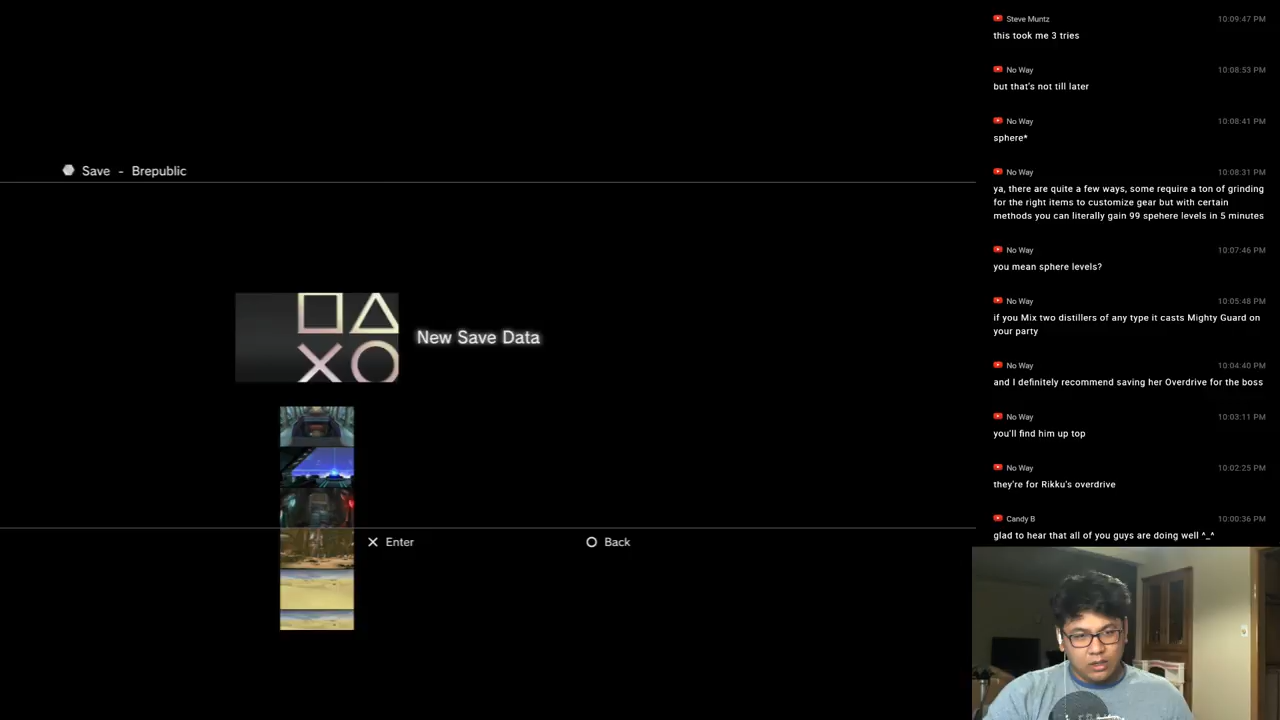 Save - Brepublic
New Save Data
Enter
Back
Steve Muntz 10:09:47 PM
this took me 3 tries
No Way 10:08:53 PM
but that's not till later
No Way 10:08:41 PM
sphere*
No Way 10:08:31 PM
ya, there are quite a few ways, some require a ton of grinding
for the right items to customize gear but with certain
methods you can literally gain 99 spehere levels in 5 minutes
No Way 10:07:46 PM
you mean sphere levels?
No Way 10:05:48 PM
if you Mix two distillers of any type it casts Mighty Guard on
your party
No Way 10:04:40 PM
and I definitely recommend saving her Overdrive for the boss
No Way 10:03:11 PM
you'll find him up top
No Way 10:02:25 PM
they're for Rikku's overdrive
Candy B 10:00:36 PM
glad to hear that all of you guys are doing well ^_^